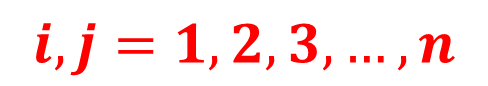 i, j = 1, 2, 3, … , n